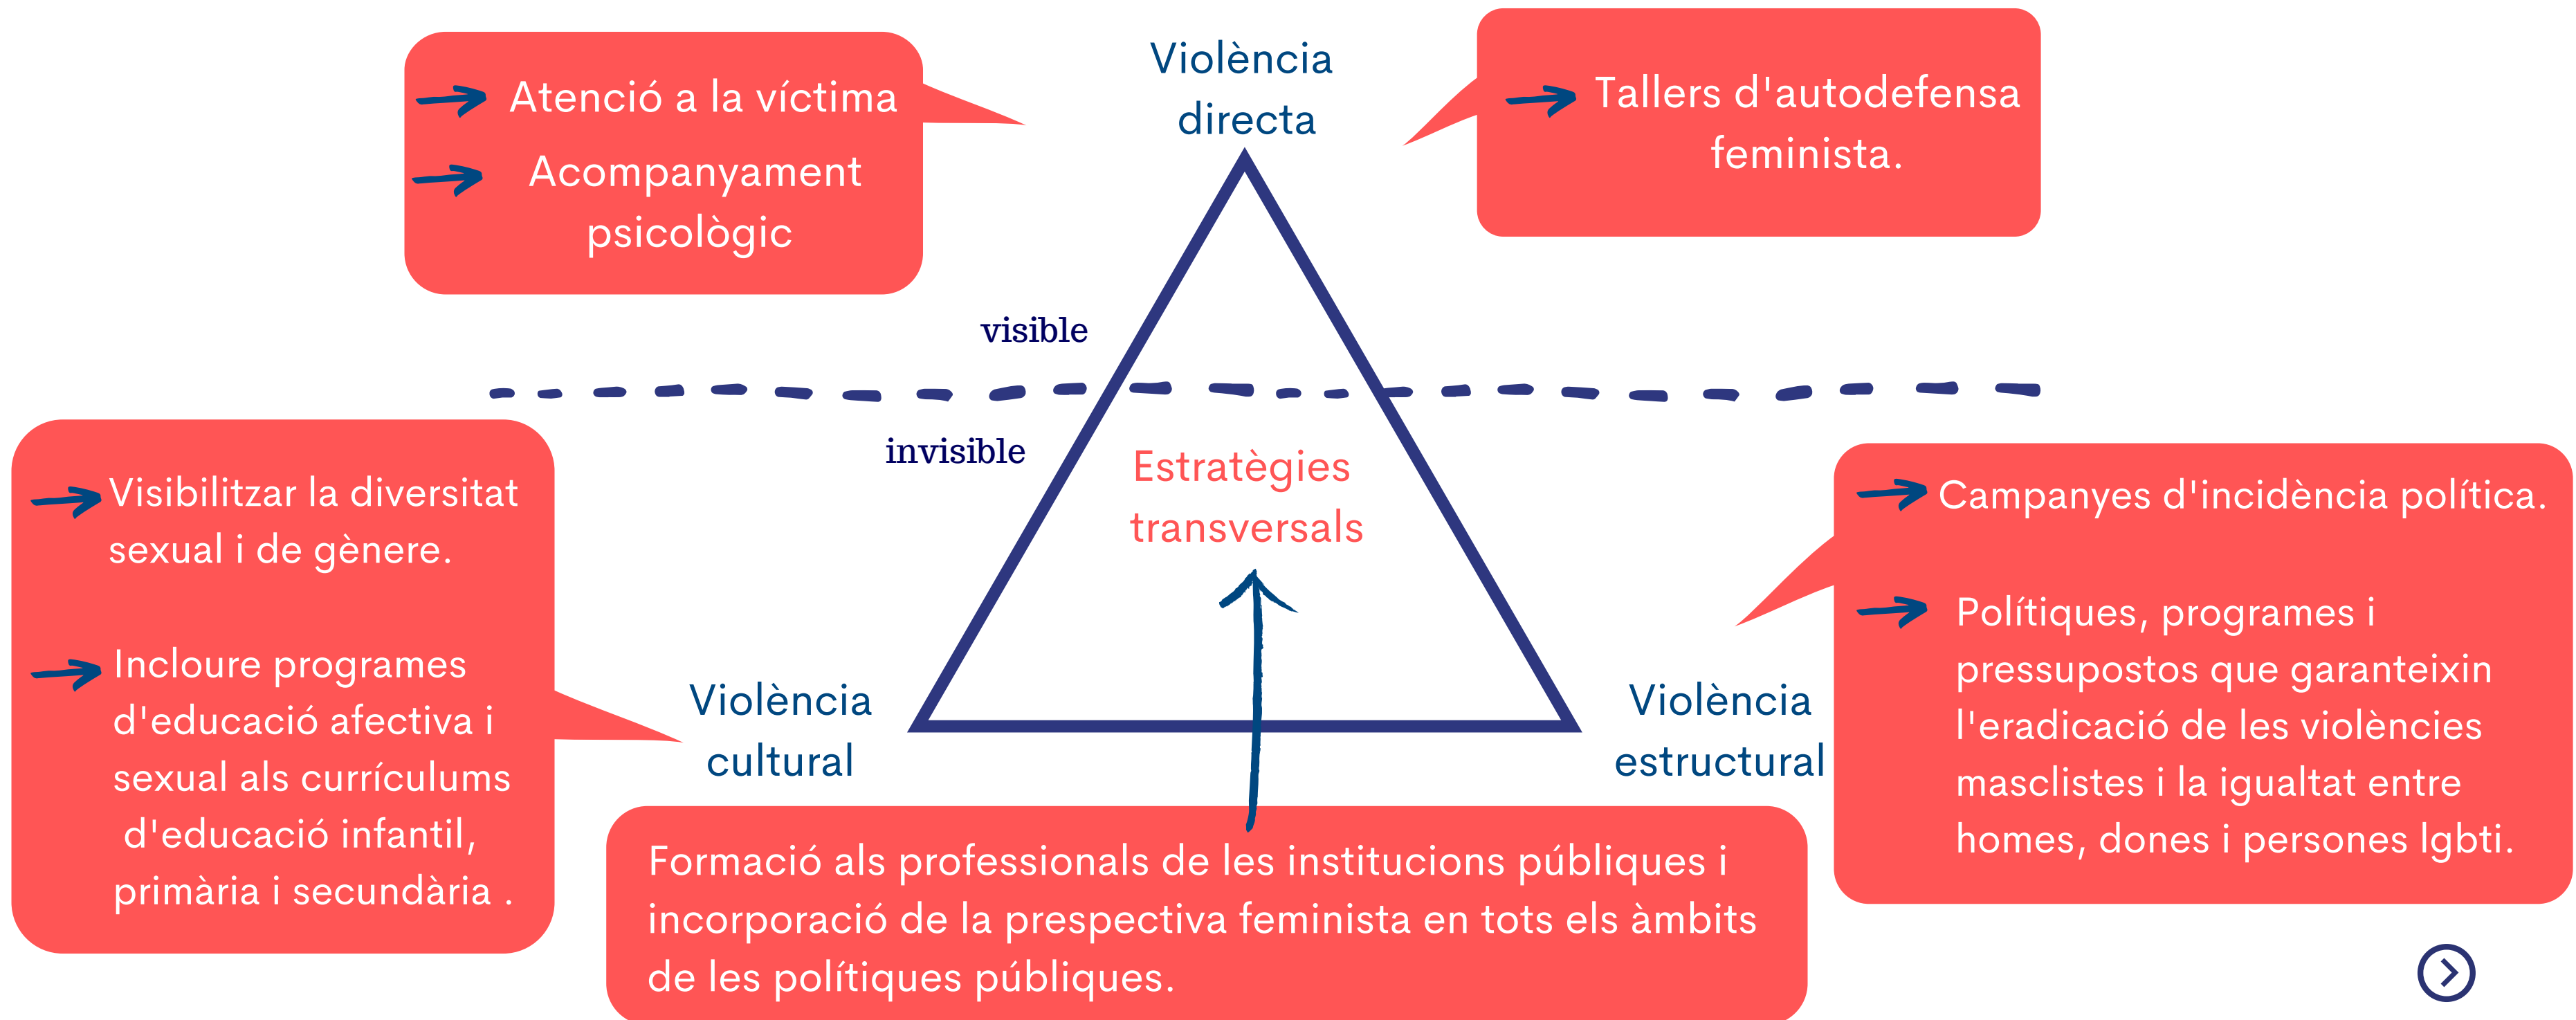 Atenció a la víctima
Acompanyament
psicològic
Violència
directa
Tallers d'autodefensa
feminista.
visible
invisible
Estratègies
transversals
Visibilitzar la diversitat
sexual i de gènere.
Incloure programes
d'educació afectiva i
sexual als currículums
d'educació infantil,
primària i secundària .
Violència
cultural
Violència
estructural
Campanyes d'incidència política.
Polítiques, programes i
pressupostos que garanteixin
l'eradicació de les violències
masclistes i la igualtat entre
homes, dones i persones lgbti.
Formació als professionals de les institucions públiques i
incorporació de la prespectiva feminista en tots els àmbits
de les polítiques públiques.